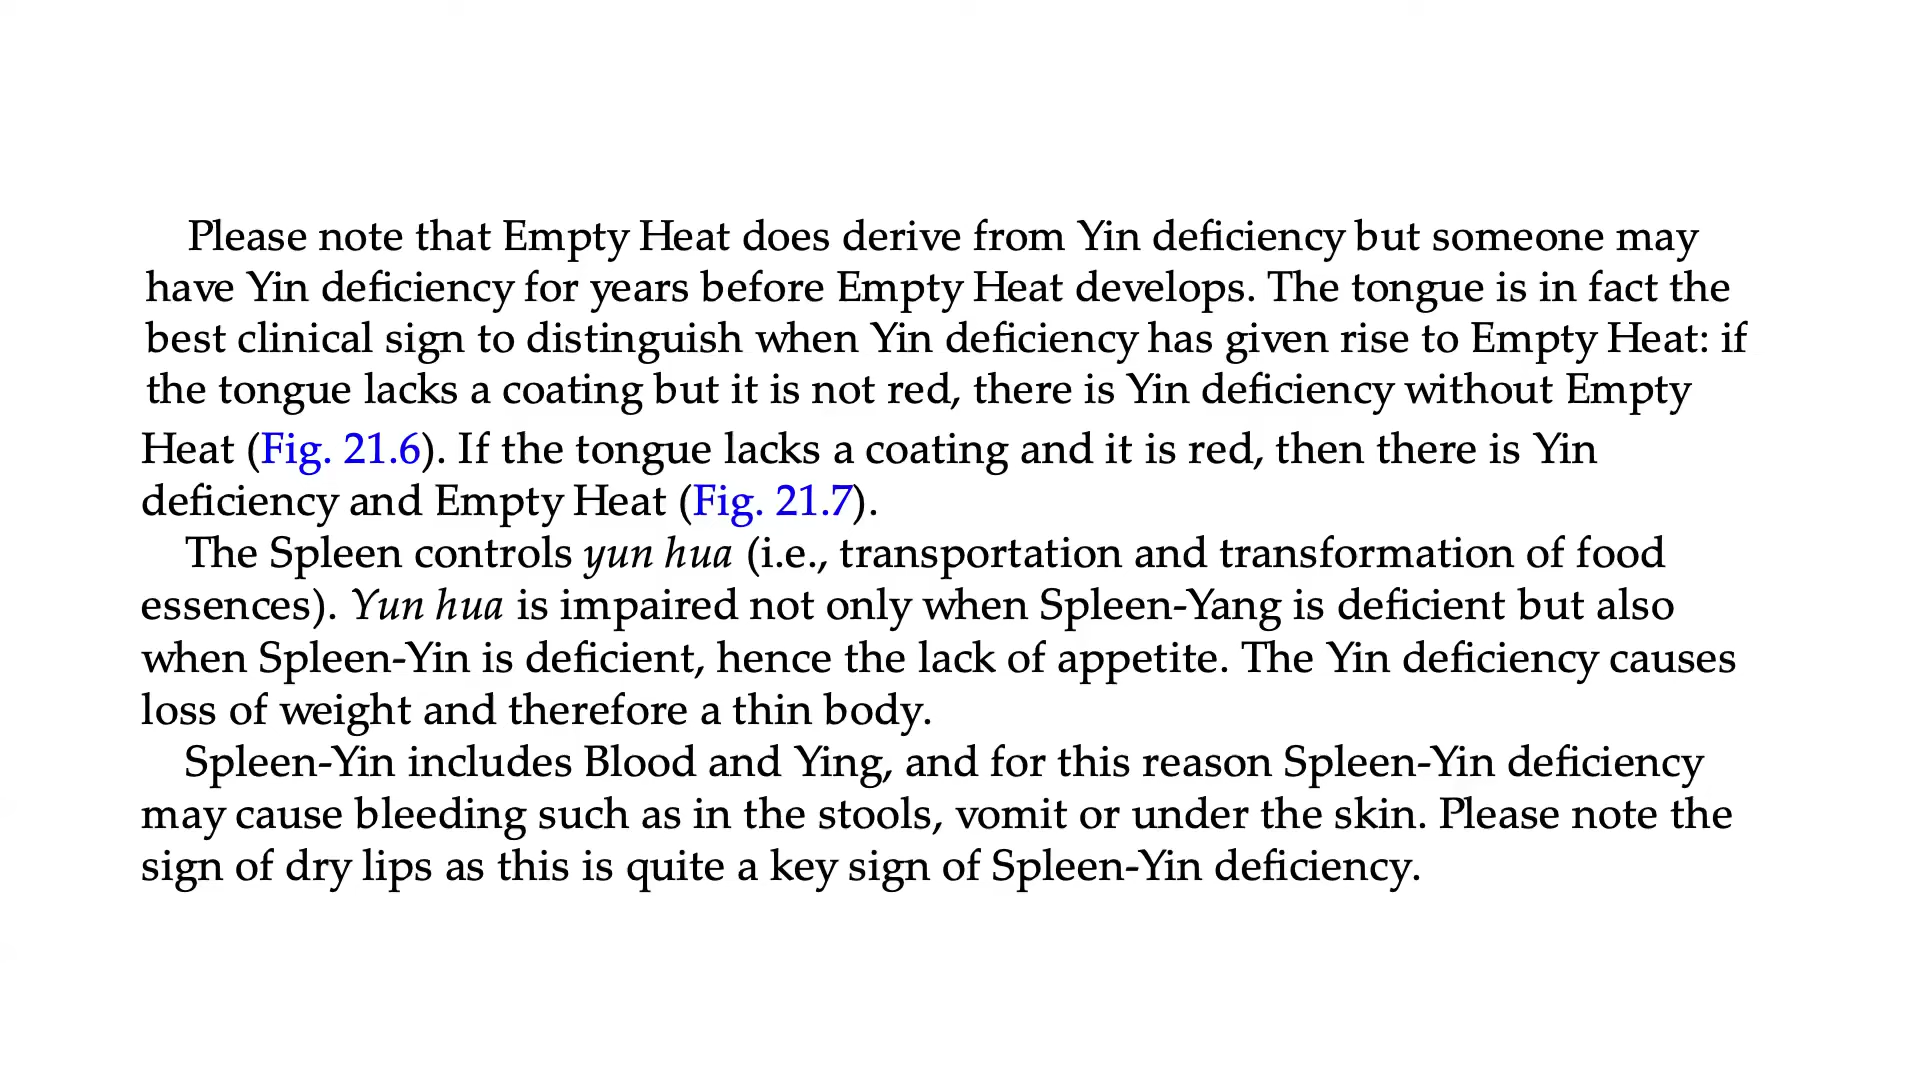 Please note that Empty Heat does derive from Yin deficiency but someone may
have Yin deficiency for years before Empty Heat develops. The tongue is in fact the
best clinical sign to distinguish when Yin deficiency has given rise to Empty Heat: if
the tongue lacks a coating but it is not red, there is Yin deficiency without Empty
Heat (Fig. 21.6). If the tongue lacks a coating and it is red, then there is Yin
deficiency and Empty Heat (Fig. 21.7).
The Spleen controls yun hua (i.e., transportation and transformation of food
essences). Yun hua is impaired not only when Spleen-Yang is deficient but also
when Spleen-Yin is deficient, hence the lack of appetite. The Yin deficiency causes
loss of weight and therefore a thin body.
Spleen-Yin includes Blood and Ying, and for this reason Spleen-Yin deficiency
may cause bleeding such as in the stools, vomit or under the skin. Please note the
sign of dry lips as this is quite a key sign of Spleen-Yin deficiency.